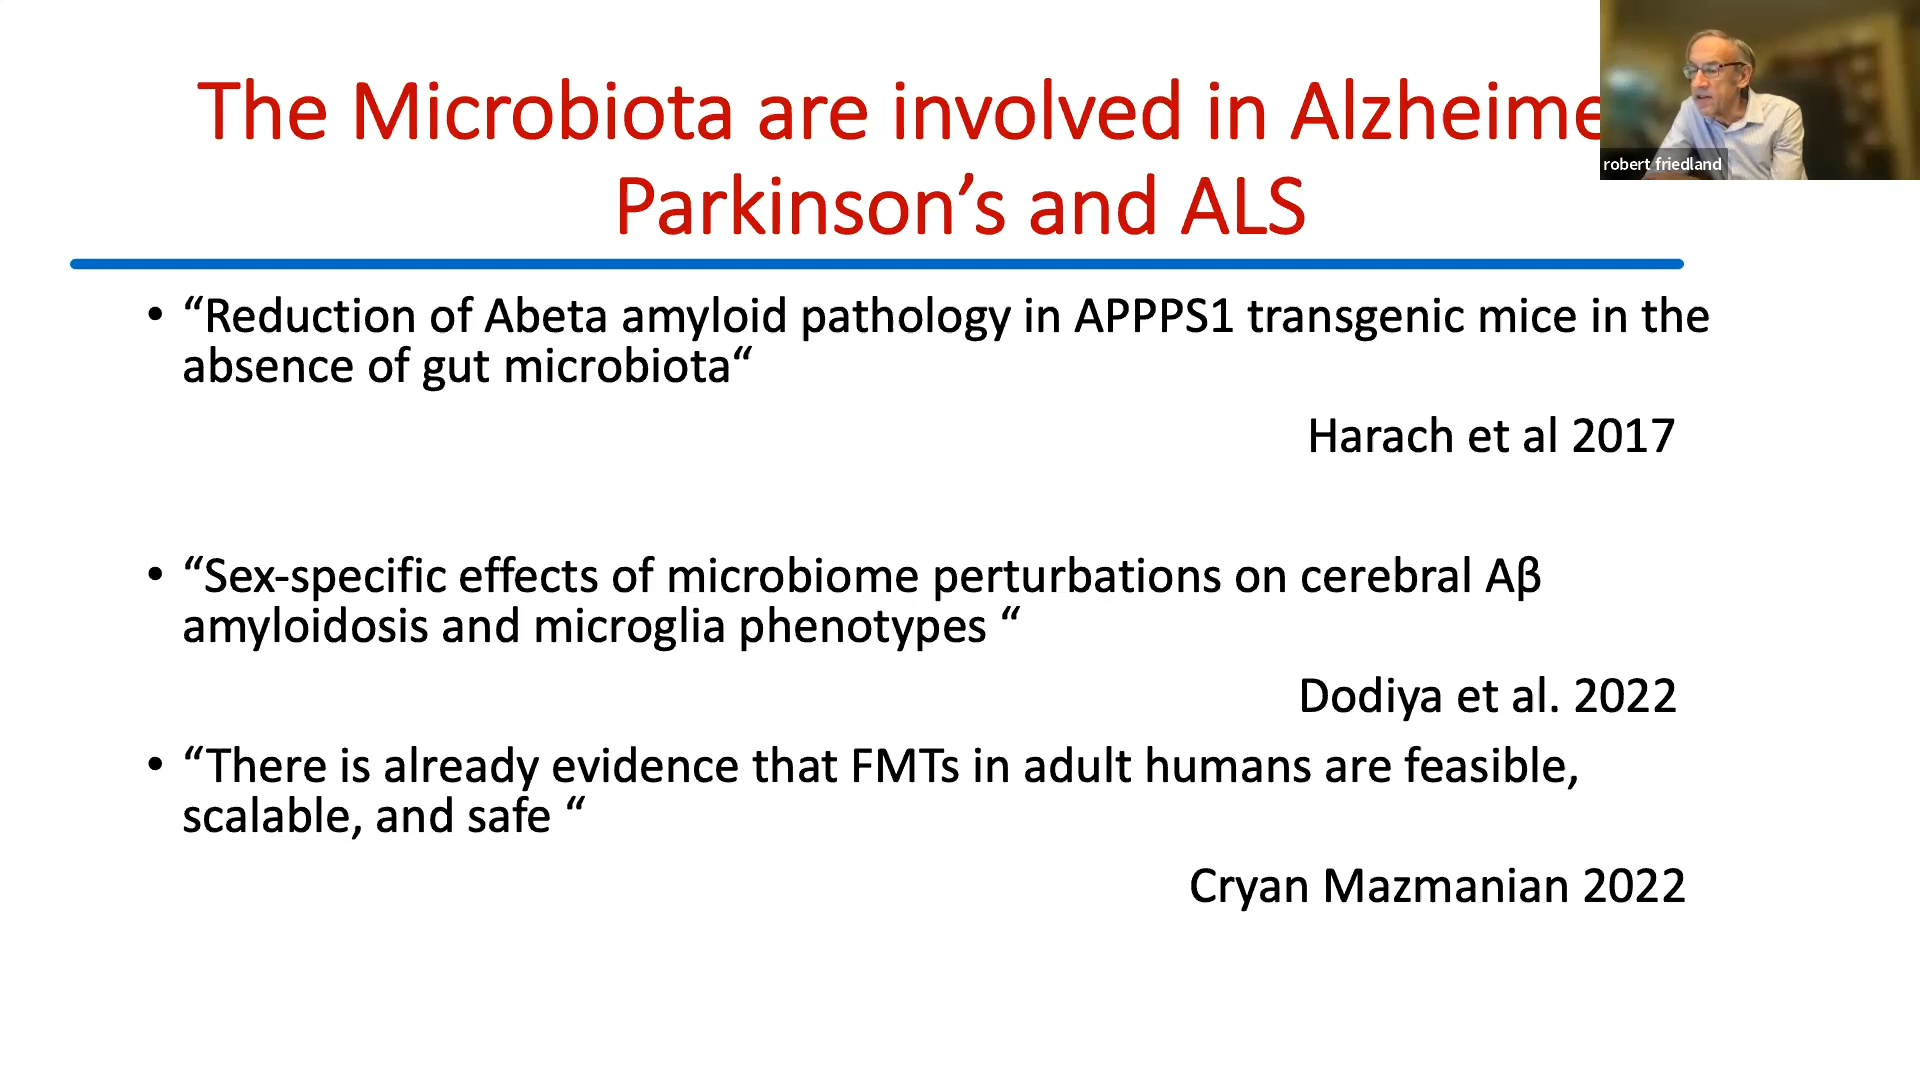 The Microbiota are involved in Alzheime
Parkinson’s and ALS
robert friedland
• “Reduction of Abeta amyloid pathology in APPPS1 transgenic mice in the
absence of gut microbiota“
Harach et al 2017
• “Sex-specific effects of microbiome perturbations on cerebral Aβ
amyloidosis and microglia phenotypes “
Dodiya et al. 2022
• “There is already evidence that FMTs in adult humans are feasible,
scalable, and safe “
Cryan Mazmanian 2022